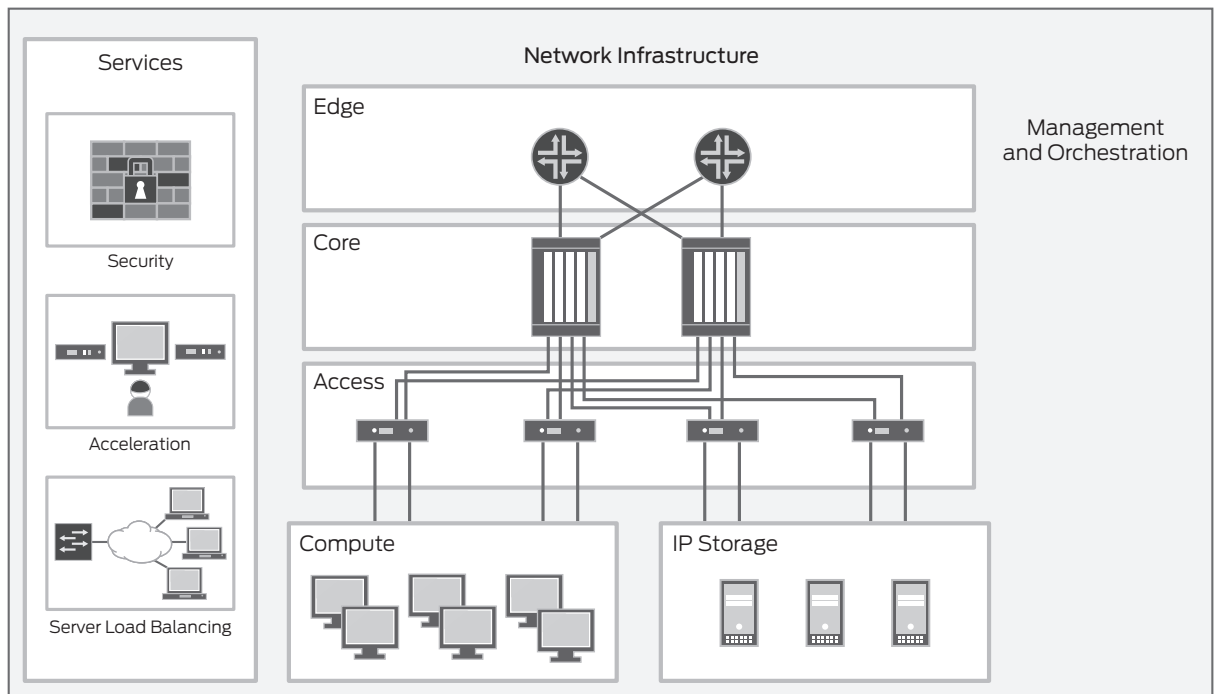 Services
Security
Acceleration
Server Load Balancing
Network Infrastructure
Edge
Core
Access
Compute
IP Storage
Management
and Orchestration